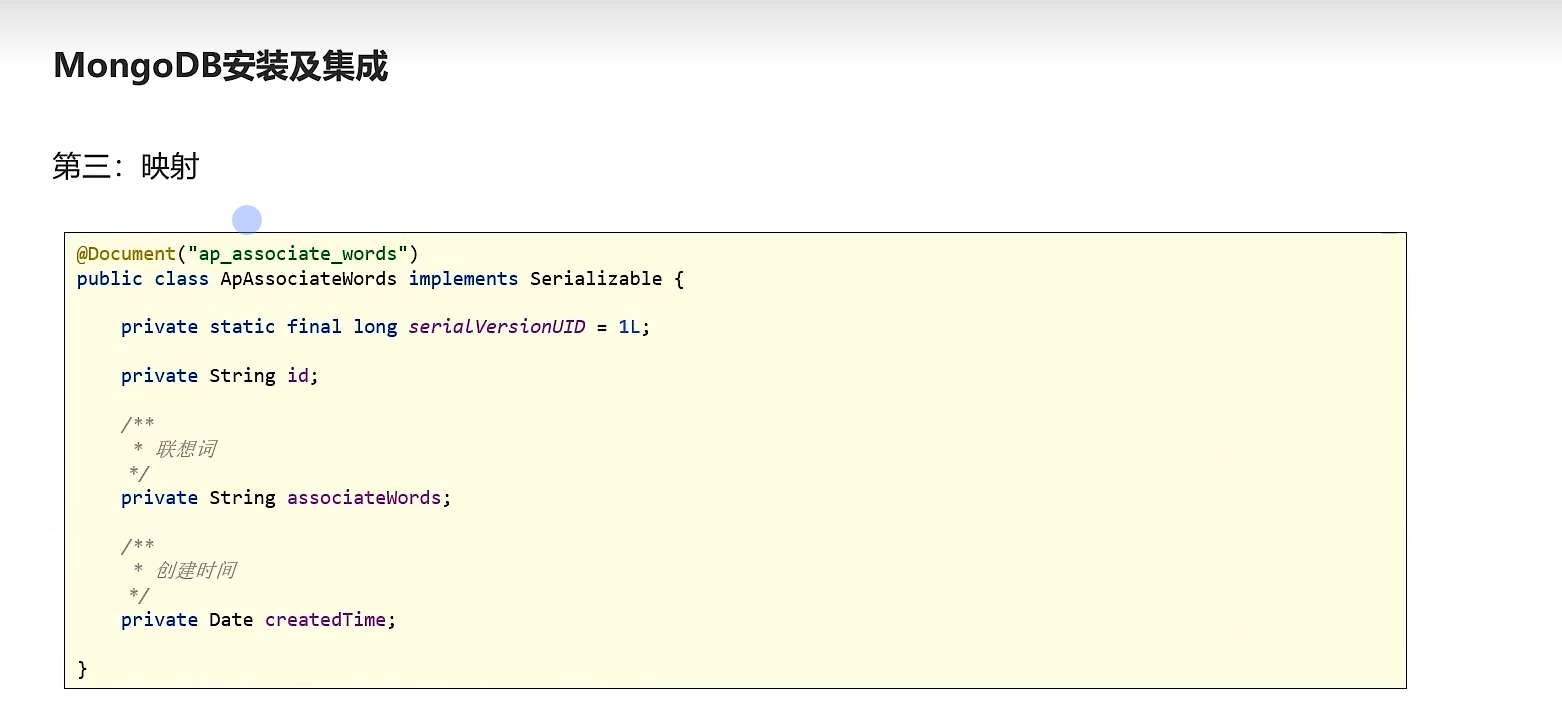 MongoDB安装及集成
第三：映射
@Document("ap_associate_words")
public class ApAssociateWords implements Serializable {
private static final long serialVersionUID = 1L;
private String id;
/**
* 联想词
*/
private String associateWords;
/**
* 创建时间
*/
private Date createdTime;
}